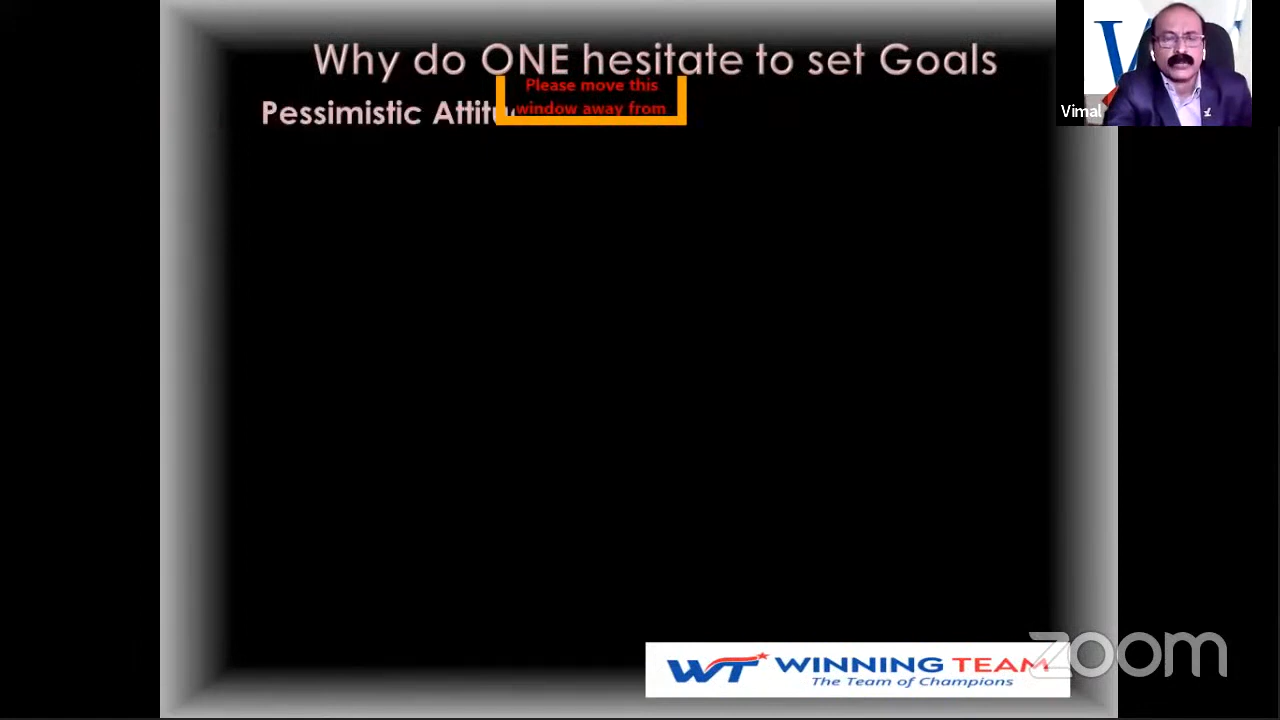 Why do ONE hesitate to set Goals
Please move this
window away from
Pessimistic
Vimal
WT WINNING TEAM
The Team of Champions
zoom